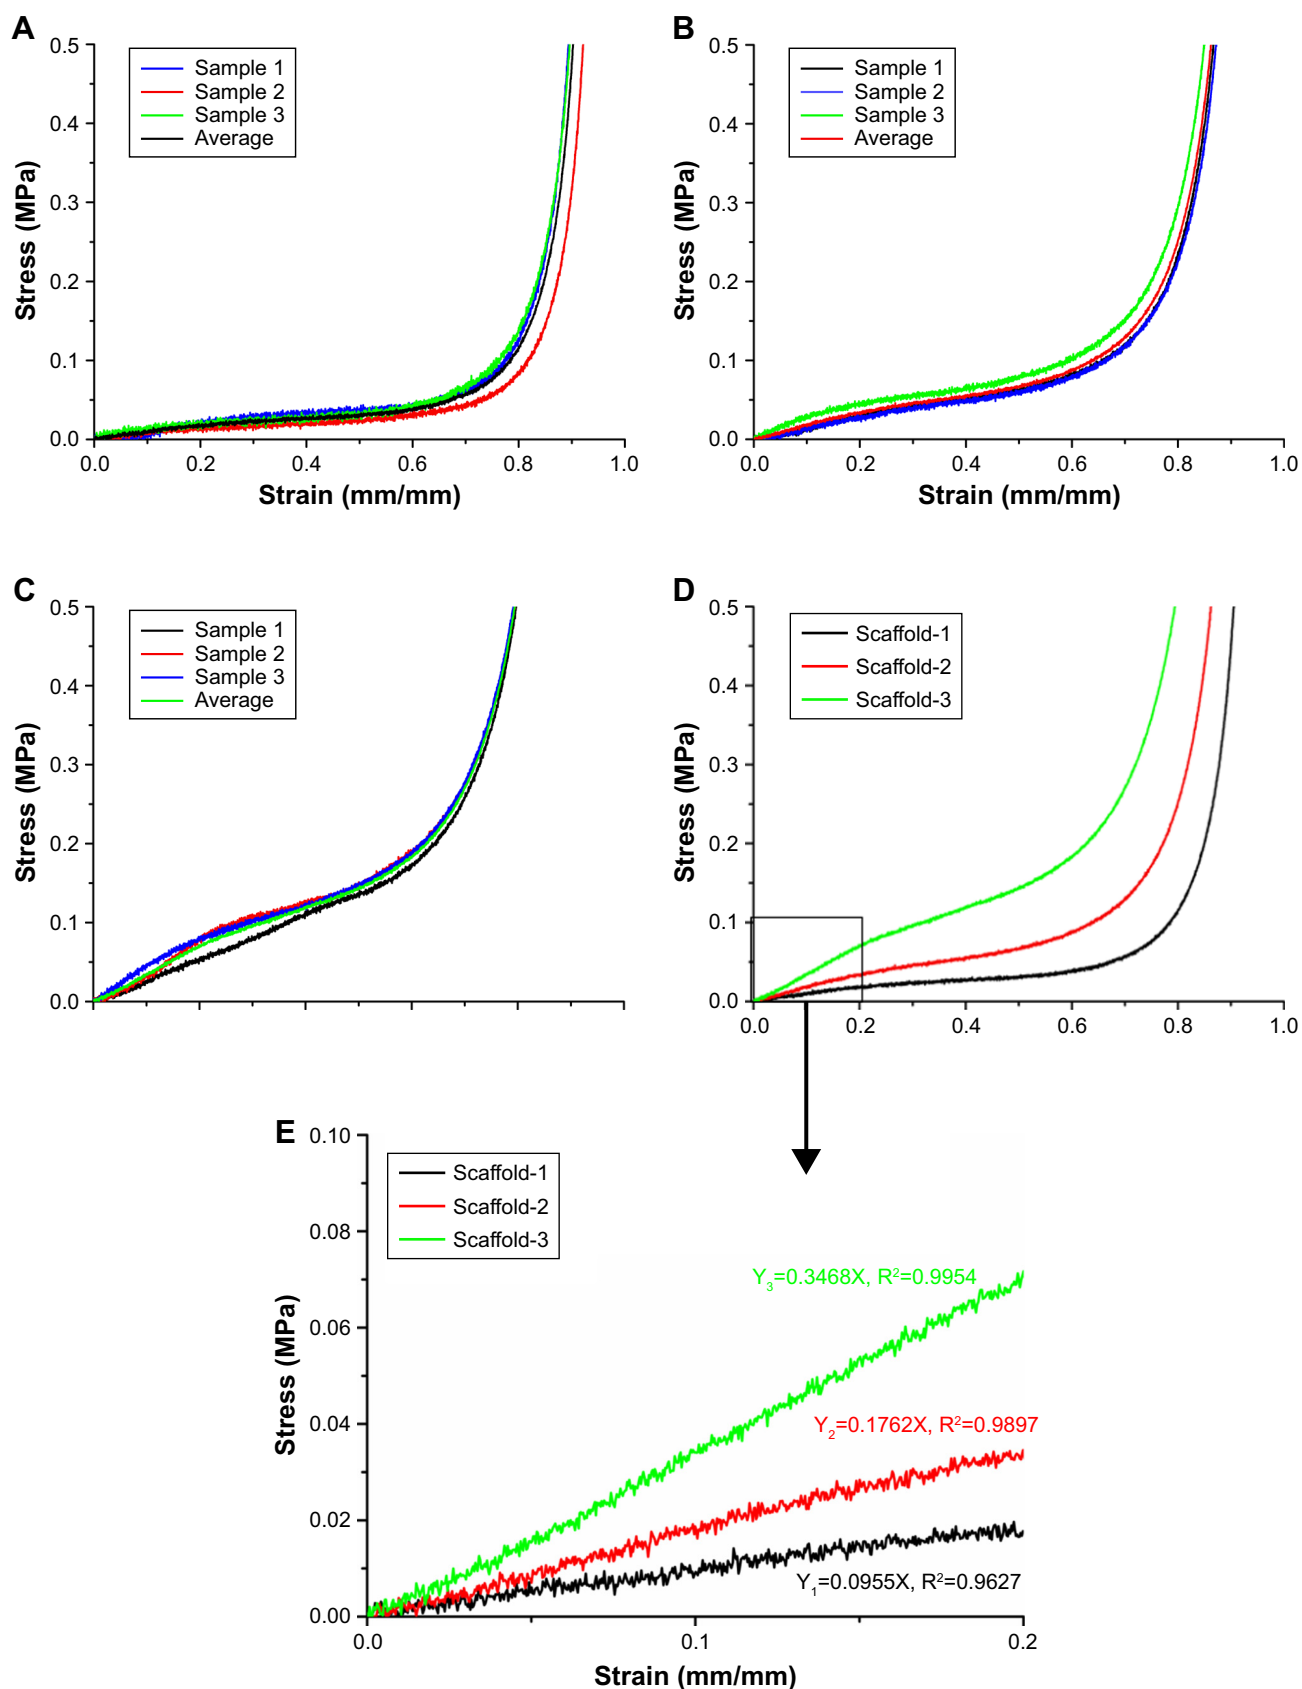 A
0.5
0.4
0.3
0.2
0.1
0.0
Stress (MPa)
Sample 1
Sample 2
Sample 3
Average
0.0 0.2 0.4 0.6 0.8 1.0
Strain (mm/mm)
B
0.5
0.4
0.3
0.2
0.1
0.0
Stress (MPa)
Sample 1
Sample 2
Sample 3
Average
0.0 0.2 0.4 0.6 0.8 1.0
Strain (mm/mm)
C
0.5
0.4
0.3
0.2
0.1
0.0
Stress (MPa)
Sample 1
Sample 2
Sample 3
Average
D
0.5
0.4
0.3
0.2
0.1
0.0
Stress (MPa)
Scaffold-1
Scaffold-2
Scaffold-3
0.0 0.2 0.4 0.6 0.8 1.0
E
0.10
0.08
0.06
0.04
0.02
0.00
Stress (MPa)
Scaffold-1
Scaffold-2
Scaffold-3
Y₃=0.3468X, R²=0.9954
Y₂=0.1762X, R²=0.9897
Y₁=0.0955X, R²=0.9627
0.0 0.1 0.2
Strain (mm/mm)